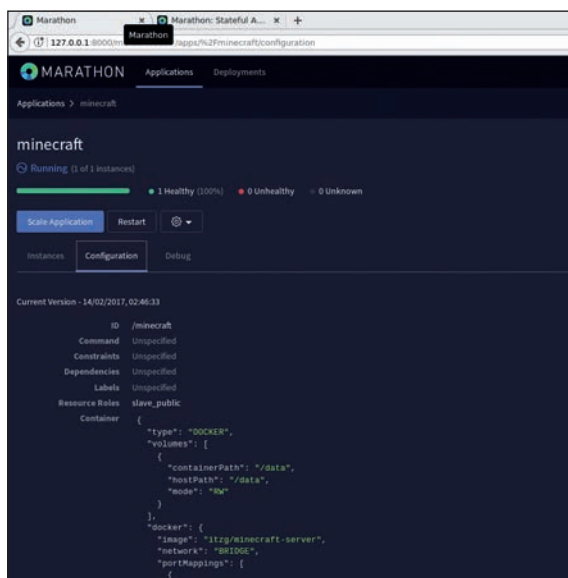 Marathon
Marathon: Stateful A...
127.0.0.1:8000/m /apps/%2Fminecraft/configuration
Marathon
MARATHON Applications Deployments
Applications > minecraft
minecraft
Running (1 of 1 instances)
1 Healthy (100%) 0 Unhealthy 0 Unknown
Scale Application Restart
Instances Configuration Debug
Current Version - 14/02/2017, 02:46:33
ID /minecraft
Command Unspecified
Constraints Unspecified
Dependencies Unspecified
Labels Unspecified
Resource Roles slave_public
Container {
"type": "DOCKER",
"volumes": [
{
"containerPath": "/data",
"hostPath": "/data",
"mode": "RW"
}
],
"docker": {
"image": "itzg/minecraft-server",
"network": "BRIDGE",
"portMappings": [
{